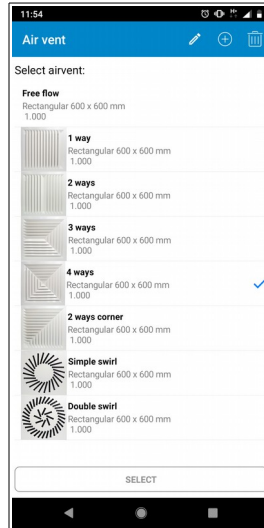 11:54
Air vent
Select airvent:
Free flow
Rectangular 600 x 600 mm
1.000
1 way
Rectangular 600 x 600 mm
1.000
2 ways
Rectangular 600 x 600 mm
1.000
3 ways
Rectangular 600 x 600 mm
1.000
4 ways
Rectangular 600 x 600 mm
1.000
2 ways corner
Rectangular 600 x 600 mm
1.000
Simple swirl
Rectangular 600 x 600 mm
1.000
Double swirl
Rectangular 600 x 600 mm
1.000
SELECT